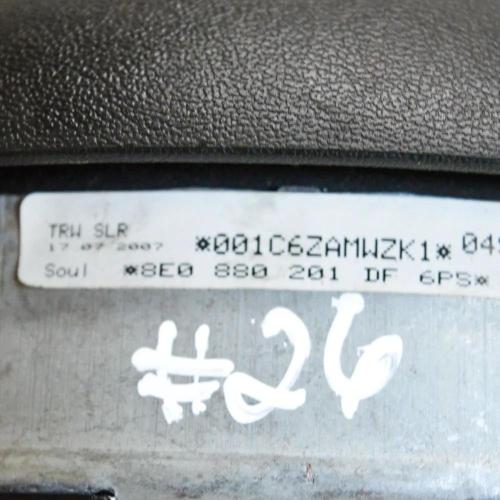 TRW SLR
17 07 2007 *001C6ZAMWZK1*
Soul *8E0 880 201 DF 6PS*
#26